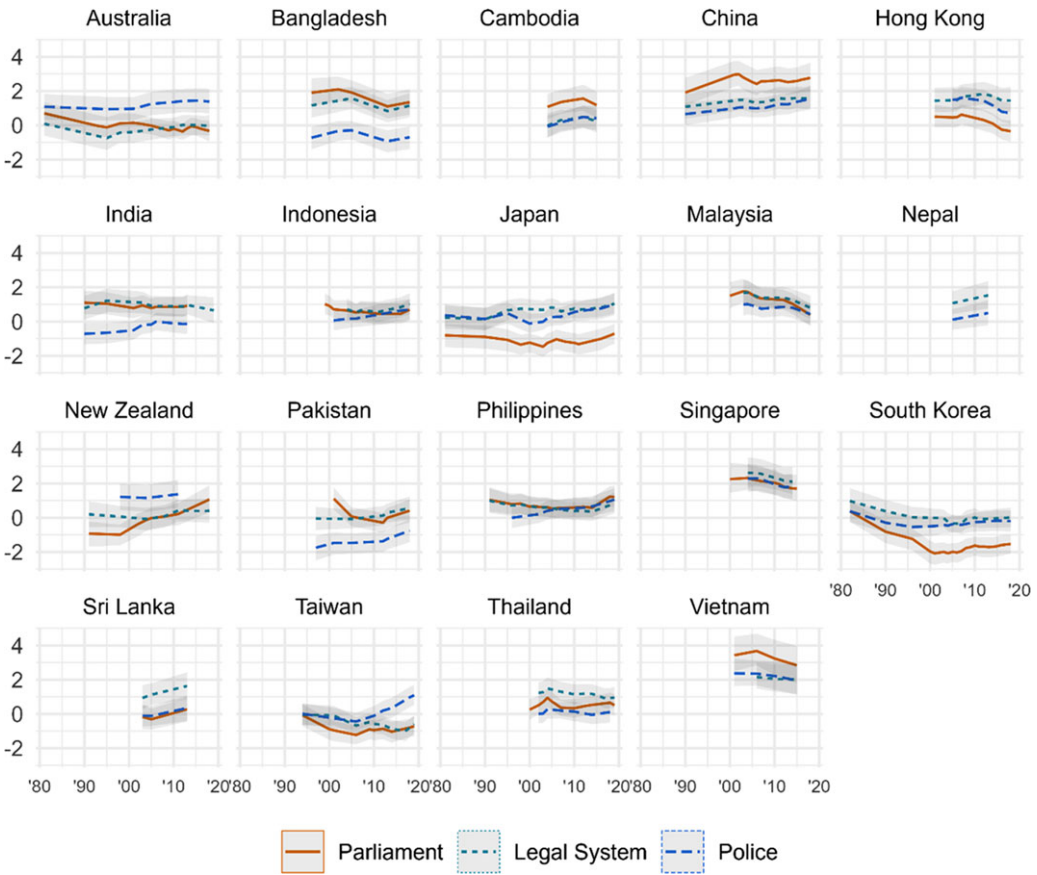 Australia Bangladesh Cambodia China Hong Kong
4
2
0
-2
India Indonesia Japan Malaysia Nepal
4
2
0
-2
New Zealand Pakistan Philippines Singapore South Korea
4
2
0
-2
'80 '90 '00 '10 '20
Sri Lanka Taiwan Thailand Vietnam
4
2
0
-2
'80 '90 '00 '10 '20 '80 '90 '00 '10 '20 '80 '90 '00 '10 '20 '80 '90 '00 '10 '20
Parliament Legal System Police